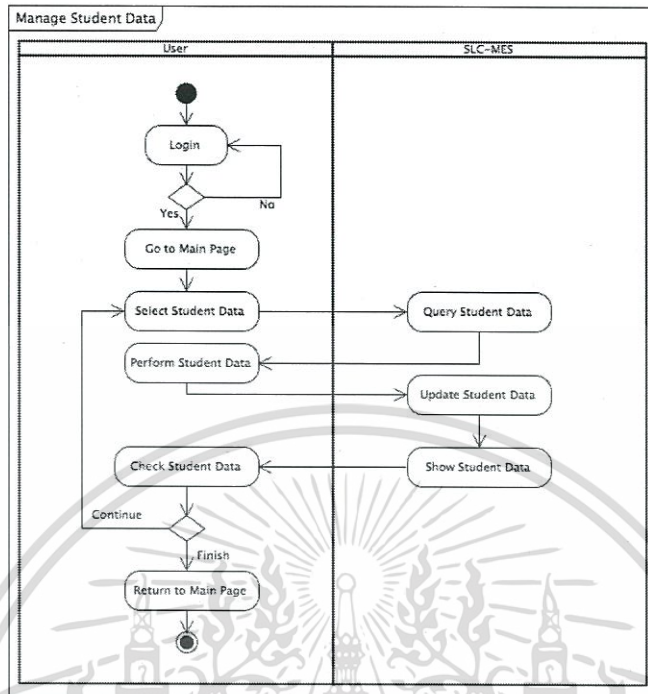 Manage Student Data
User
SLC-MES
Login
No
Yes
Go to Main Page
Select Student Data
Query Student Data
Perform Student Data
Update Student Data
Check Student Data
Show Student Data
Continue
Finish
Return to Main Page